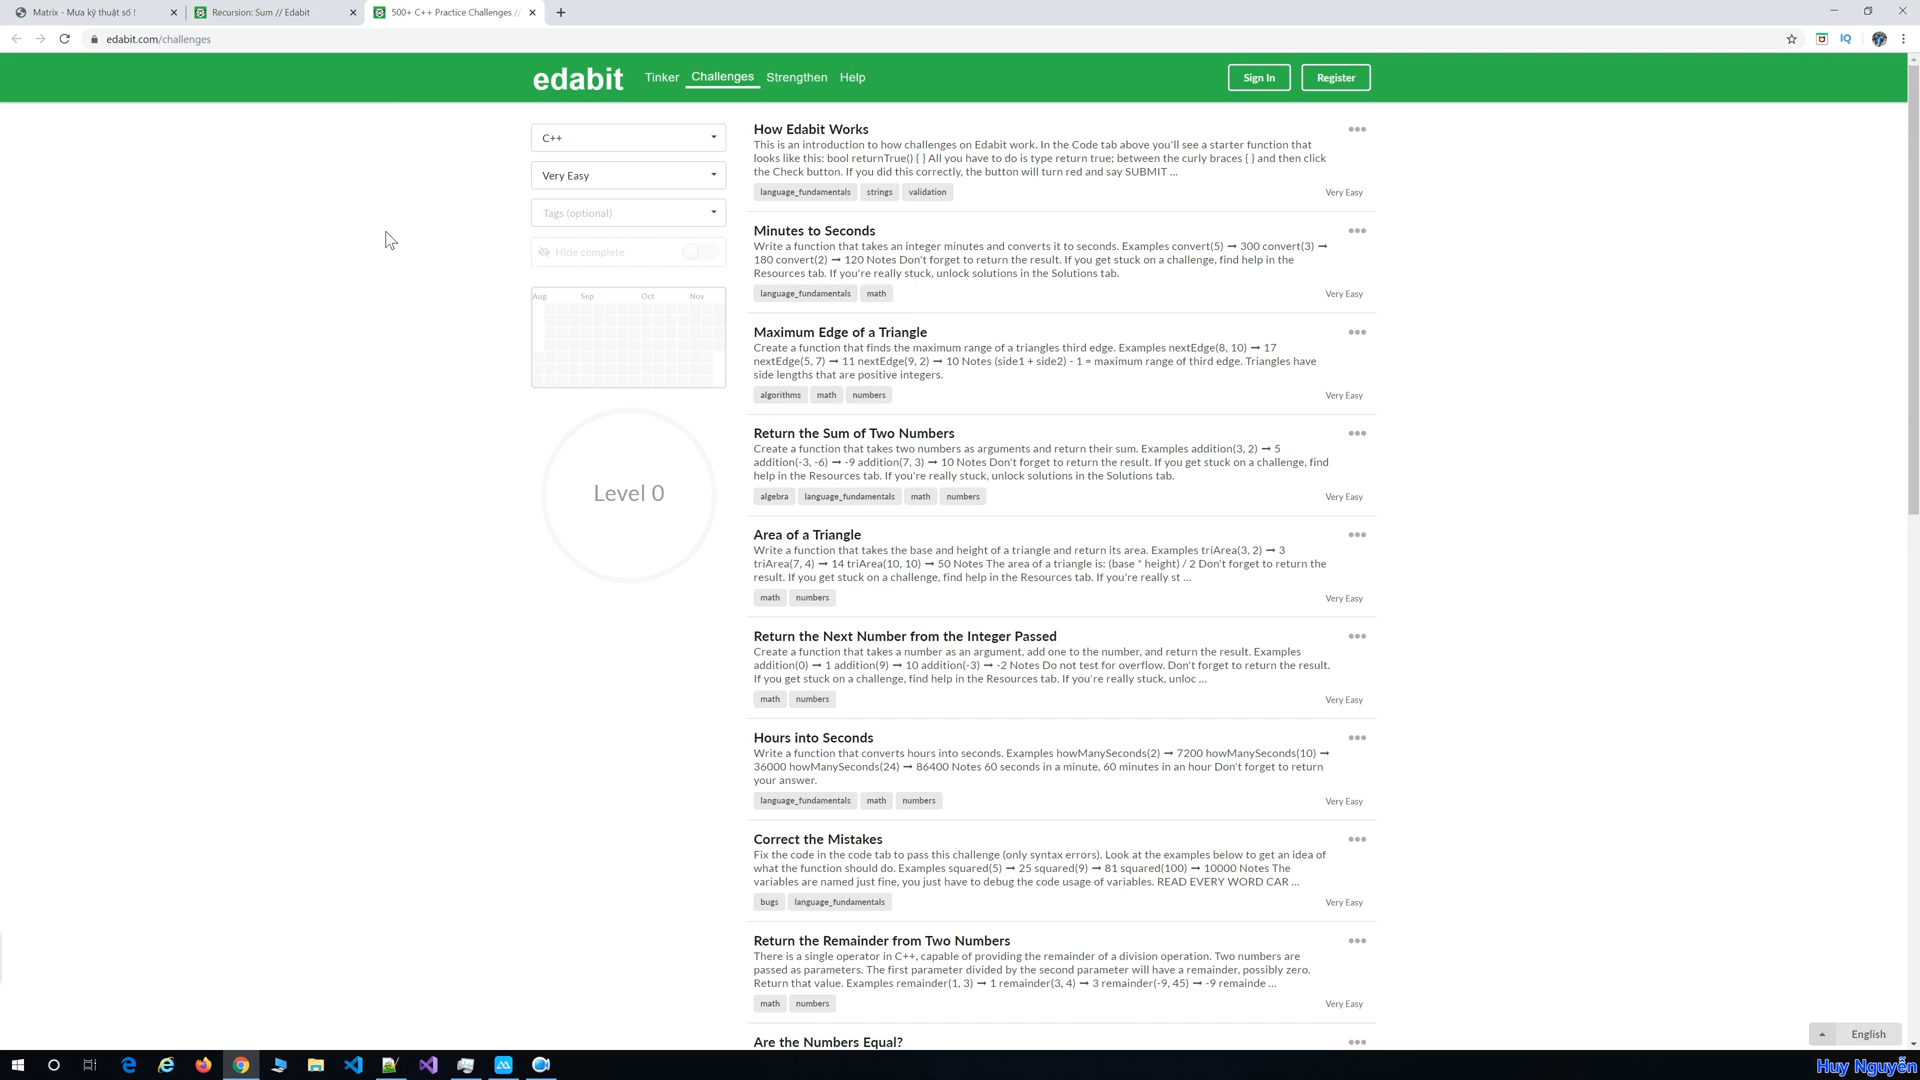 Matrix - Mưa kỹ thuật số !
Recursion: Sum // Edabit
500+ C++ Practice Challenges //
edabit.com/challenges
IQ
edabit
Tinker
Challenges
Strengthen
Help
Sign In
Register
C++
Very Easy
Tags (optional)
Hide complete
Aug Sep Oct Nov
Level 0
How Edabit Works
This is an introduction to how challenges on Edabit work. In the Code tab above you'll see a starter function that
looks like this: bool returnTrue() { } All you have to do is type return true; between the curly braces { } and then click
the Check button. If you did this correctly, the button will turn red and say SUBMIT ...
language_fundamentals strings validation
Very Easy
Minutes to Seconds
Write a function that takes an integer minutes and converts it to seconds. Examples convert(5) ➞ 300 convert(3) ➞
180 convert(2) ➞ 120 Notes Don't forget to return the result. If you get stuck on a challenge, find help in the
Resources tab. If you're really stuck, unlock solutions in the Solutions tab.
language_fundamentals math
Very Easy
Maximum Edge of a Triangle
Create a function that finds the maximum range of a triangles third edge. Examples nextEdge(8, 10) ➞ 17
nextEdge(5, 7) ➞ 11 nextEdge(9, 2) ➞ 10 Notes (side1 + side2) - 1 = maximum range of third edge. Triangles have
side lengths that are positive integers.
algorithms math numbers
Very Easy
Return the Sum of Two Numbers
Create a function that takes two numbers as arguments and return their sum. Examples addition(3, 2) ➞ 5
addition(-3, -6) ➞ -9 addition(7, 3) ➞ 10 Notes Don't forget to return the result. If you get stuck on a challenge, find
help in the Resources tab. If you're really stuck, unlock solutions in the Solutions tab.
algebra language_fundamentals math numbers
Very Easy
Area of a Triangle
Write a function that takes the base and height of a triangle and return its area. Examples triArea(3, 2) ➞ 3
triArea(7, 4) ➞ 14 triArea(10, 10) ➞ 50 Notes The area of a triangle is: (base * height) / 2 Don't forget to return the
result. If you get stuck on a challenge, find help in the Resources tab. If you're really st ...
math numbers
Very Easy
Return the Next Number from the Integer Passed
Create a function that takes a number as an argument, add one to the number, and return the result. Examples
addition(0) ➞ 1 addition(9) ➞ 10 addition(-3) ➞ -2 Notes Do not test for overflow. Don't forget to return the result.
If you get stuck on a challenge, find help in the Resources tab. If you're really stuck, unloc ...
math numbers
Very Easy
Hours into Seconds
Write a function that converts hours into seconds. Examples howManySeconds(2) ➞ 7200 howManySeconds(10) ➞
36000 howManySeconds(24) ➞ 86400 Notes 60 seconds in a minute, 60 minutes in an hour Don't forget to return
your answer.
language_fundamentals math numbers
Very Easy
Correct the Mistakes
Fix the code in the code tab to pass this challenge (only syntax errors). Look at the examples below to get an idea of
what the function should do. Examples squared(5) ➞ 25 squared(9) ➞ 81 squared(100) ➞ 10000 Notes The
variables are named just fine, you just have to debug the code usage of variables. READ EVERY WORD CAR ...
bugs language_fundamentals
Very Easy
Return the Remainder from Two Numbers
There is a single operator in C++, capable of providing the remainder of a division operation. Two numbers are
passed as parameters. The first parameter divided by the second parameter will have a remainder, possibly zero.
Return that value. Examples remainder(1, 3) ➞ 1 remainder(3, 4) ➞ 3 remainder(-9, 45) ➞ -9 remainde ...
math numbers
Very Easy
Are the Numbers Equal?
English
Huy Nguyễn